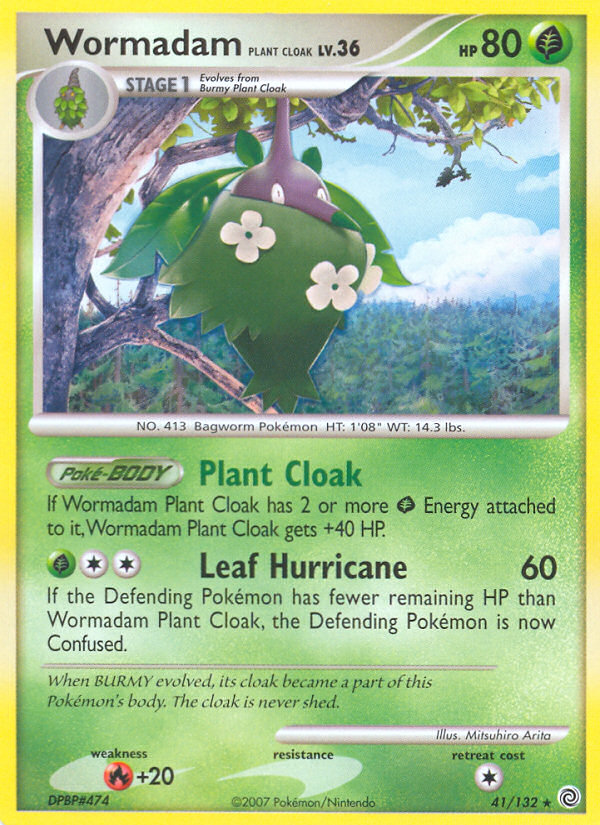 Wormadam PLANT CLOAK LV.36 HP 80
STAGE 1 Evolves from
Burmy Plant Cloak
NO. 413 Bagworm Pokémon HT: 1'08" WT: 14.3 lbs.
Poké-BODY Plant Cloak
If Wormadam Plant Cloak has 2 or more Energy attached
to it, Wormadam Plant Cloak gets +40 HP.
Leaf Hurricane 60
If the Defending Pokémon has fewer remaining HP than
Wormadam Plant Cloak, the Defending Pokémon is now
Confused.
When BURMY evolved, its cloak became a part of this
Pokémon's body. The cloak is never shed.
Illus. Mitsuhiro Arita
weakness resistance retreat cost
+20
DPBP#474 ©2007 Pokémon/Nintendo 41/132 ★